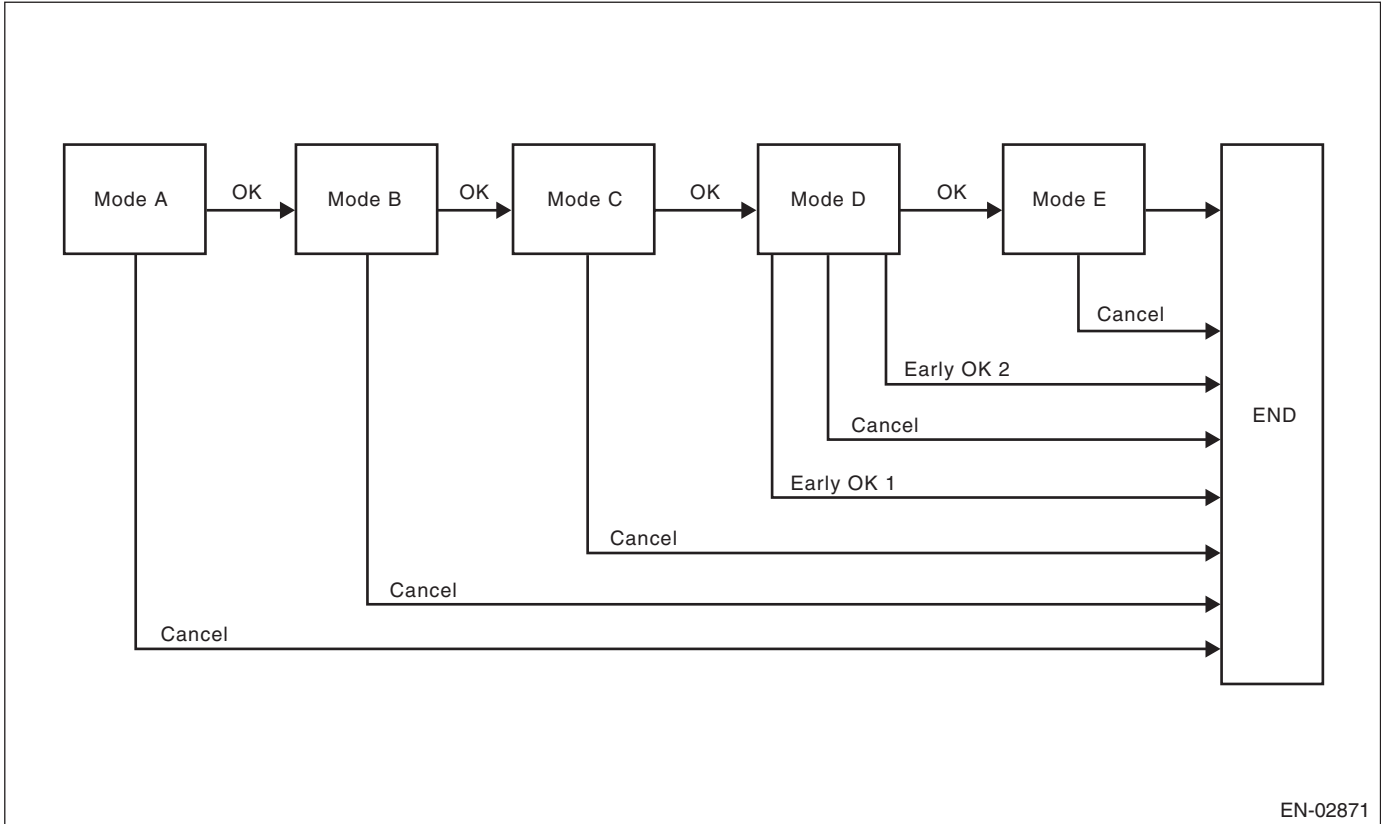 Mode A
OK
Mode B
OK
Mode C
OK
Mode D
OK
Mode E
Cancel
Early OK 2
Cancel
Early OK 1
Cancel
Cancel
Cancel
END
EN-02871